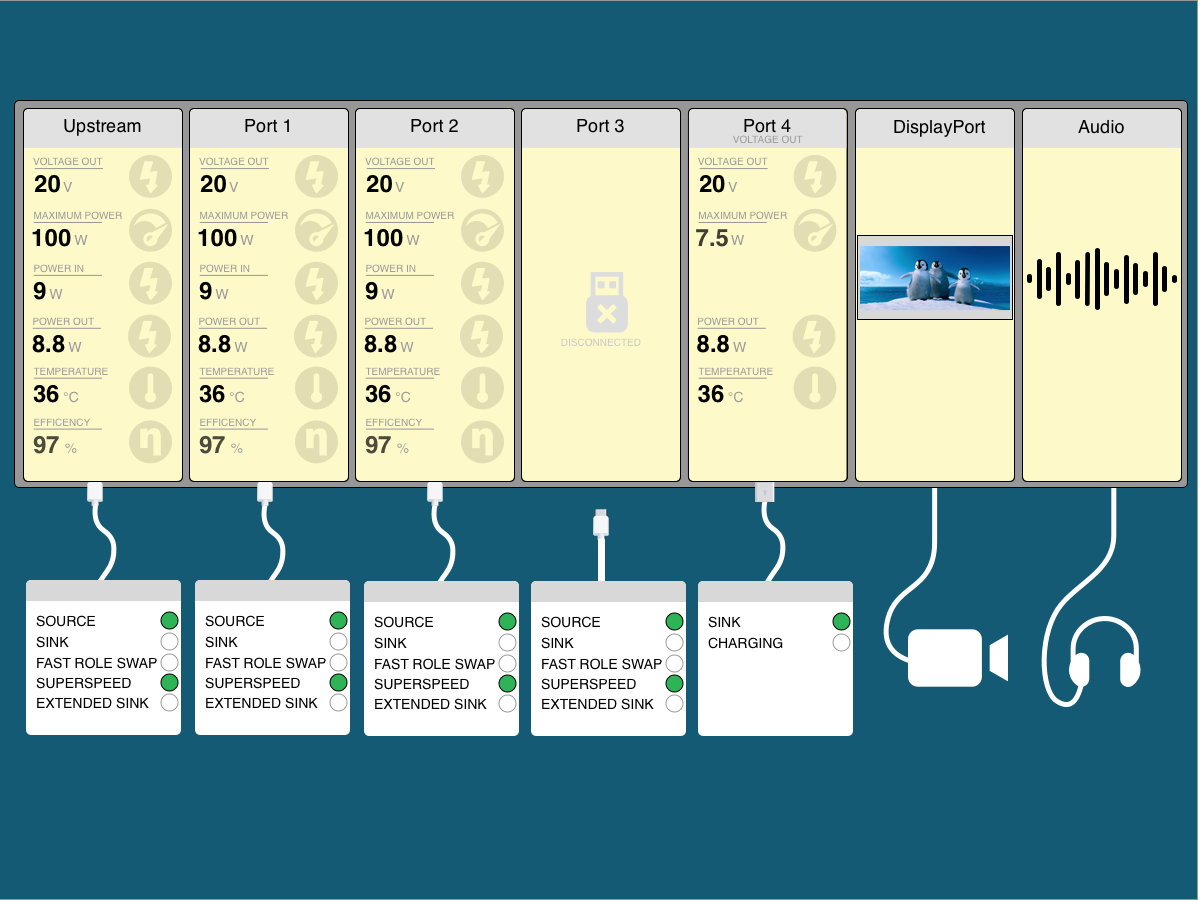 Upstream
VOLTAGE OUT
20 V
MAXIMUM POWER
100 W
POWER IN
9 W
POWER OUT
8.8 W
TEMPERATURE
36 °C
EFFICENCY
97 %
Port 1
VOLTAGE OUT
20 V
MAXIMUM POWER
100 W
POWER IN
9 W
POWER OUT
8.8 W
TEMPERATURE
36 °C
EFFICENCY
97 %
Port 2
VOLTAGE OUT
20 V
MAXIMUM POWER
100 W
POWER IN
9 W
POWER OUT
8.8 W
TEMPERATURE
36 °C
EFFICENCY
97 %
Port 3
DISCONNECTED
Port 4
VOLTAGE OUT
VOLTAGE OUT
20 V
MAXIMUM POWER
7.5 W
POWER OUT
8.8 W
TEMPERATURE
36 °C
DisplayPort
Audio
SOURCE
SINK
FAST ROLE SWAP
SUPERSPEED
EXTENDED SINK
SOURCE
SINK
FAST ROLE SWAP
SUPERSPEED
EXTENDED SINK
SOURCE
SINK
FAST ROLE SWAP
SUPERSPEED
EXTENDED SINK
SOURCE
SINK
FAST ROLE SWAP
SUPERSPEED
EXTENDED SINK
SINK
CHARGING